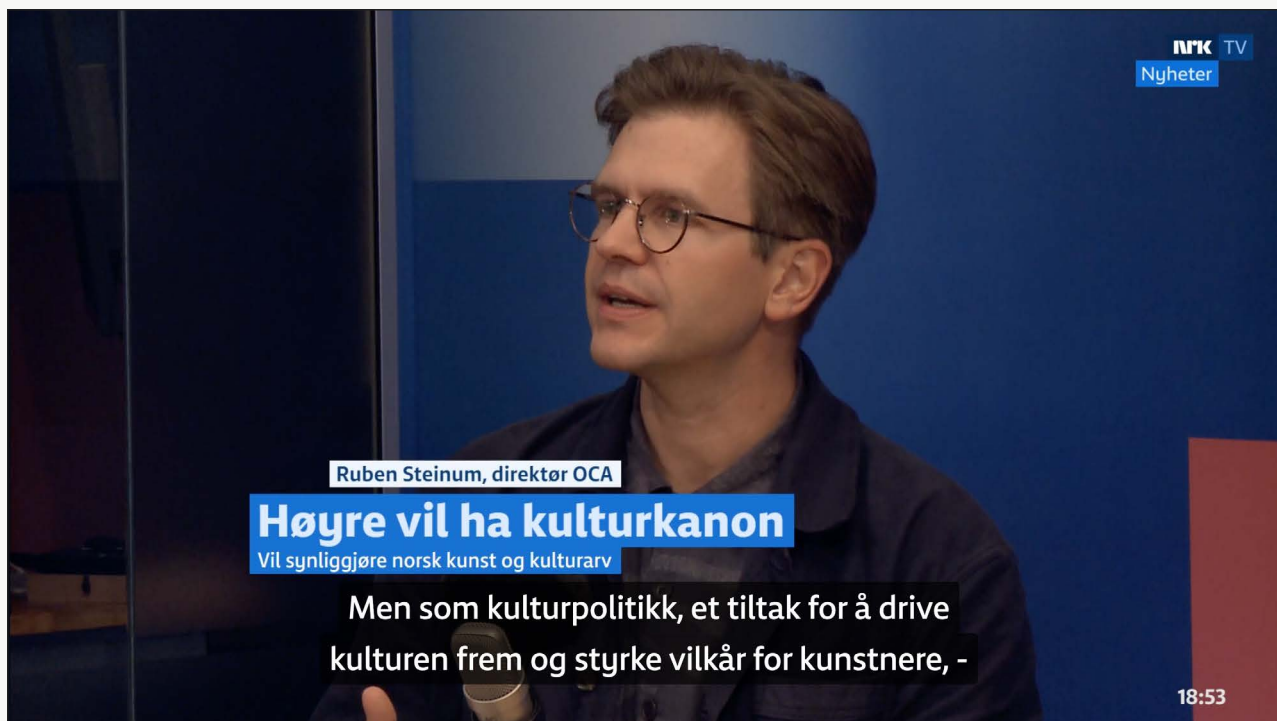 NRK TV
Nyheter
Ruben Steinum, direktør OCA
Høyre vil ha kulturkanon
Vil synliggjøre norsk kunst og kulturarv
Men som kulturpolitikk, et tiltak for å drive
kulturen frem og styrke vilkår for kunstnere, -
18:53